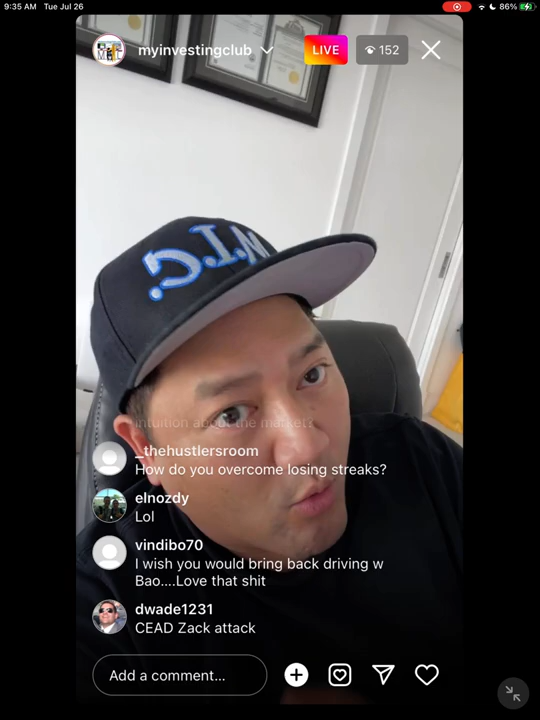 9:35 AM Tue Jul 26
86%
myinvestingclub
LIVE
152
M.I.C.
intuition about the market?
_thehustlersroom
How do you overcome losing streaks?
elnozdy
Lol
vindibo70
I wish you would bring back driving w
Bao....Love that shit
dwade1231
CEAD Zack attack
Add a comment...